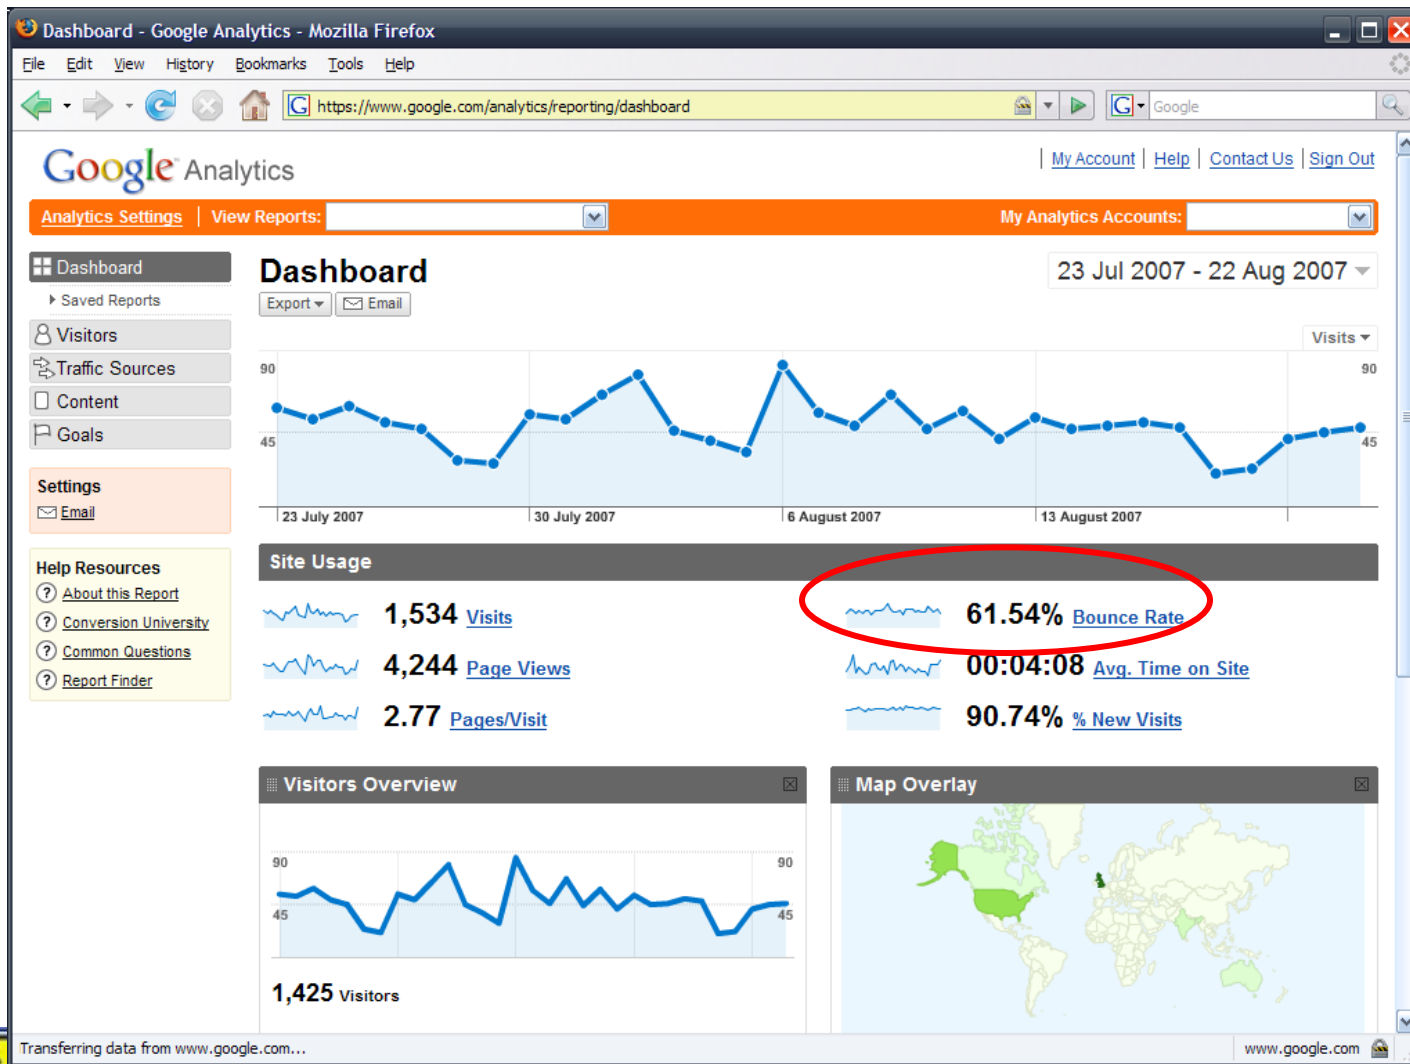 Dashboard - Google Analytics - Mozilla Firefox
File Edit View History Bookmarks Tools Help
G https://www.google.com/analytics/reporting/dashboard G Google
Google Analytics
My Account | Help | Contact Us | Sign Out
Analytics Settings | View Reports: My Analytics Accounts:
Dashboard
Saved Reports
Visitors
Traffic Sources
Content
Goals
Settings
Email
Help Resources
? About this Report
? Conversion University
? Common Questions
? Report Finder
Dashboard
23 Jul 2007 - 22 Aug 2007
Export Email
Visits
90 90
45 45
23 July 2007 30 July 2007 6 August 2007 13 August 2007
Site Usage
1,534 Visits 61.54% Bounce Rate
4,244 Page Views 00:04:08 Avg. Time on Site
2.77 Pages/Visit 90.74% % New Visits
Visitors Overview
90 90
45 45
1,425 Visitors
Map Overlay
Transferring data from www.google.com... www.google.com